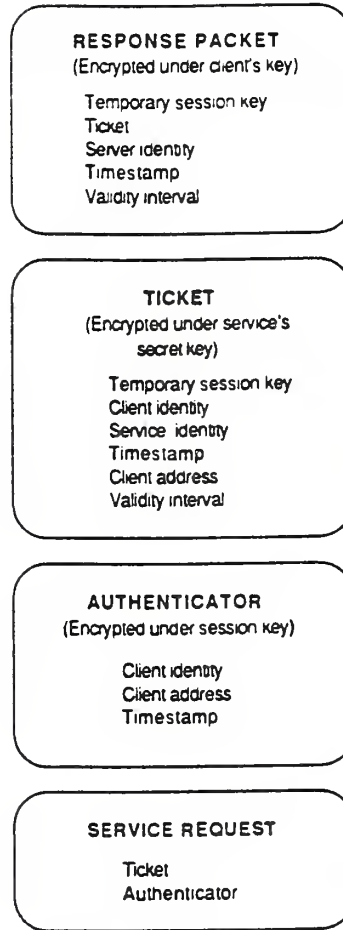 RESPONSE PACKET
(Encrypted under client's key)
Temporary session key
Ticket
Server identity
Timestamp
Validity interval
TICKET
(Encrypted under service's
secret key)
Temporary session key
Client identity
Service identity
Timestamp
Client address
Validity interval
AUTHENTICATOR
(Encrypted under session key)
Client identity
Client address
Timestamp
SERVICE REQUEST
Ticket
Authenticator